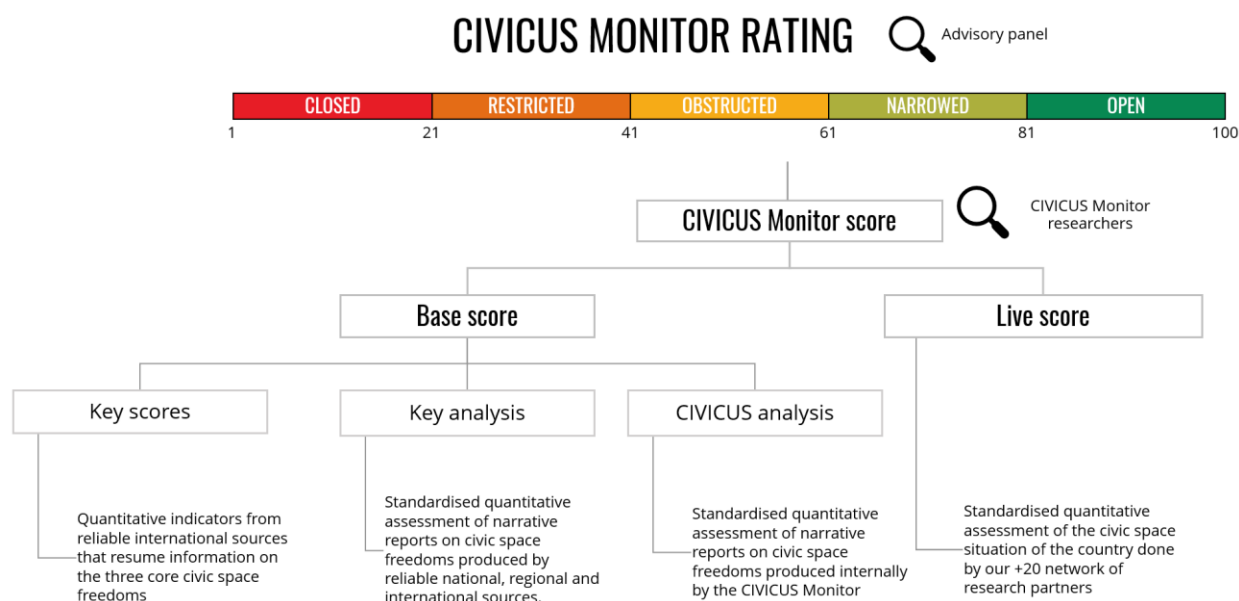 CIVICUS MONITOR RATING
Advisory panel
CLOSED
RESTRICTED
OBSTRUCTED
NARROWED
OPEN
1
21
41
61
81
100
CIVICUS Monitor score
CIVICUS Monitor
researchers
Base score
Live score
Key scores
Key analysis
CIVICUS analysis
Quantitative indicators from
reliable international sources
that resume information on
the three core civic space
freedoms
Standardised quantitative
assessment of narrative
reports on civic space
freedoms produced by
reliable national, regional and
international sources.
Standardised quantitative
assessment of narrative
reports on civic space
freedoms produced internally
by the CIVICUS Monitor
Standardised quantitative
assessment of the civic space
situation of the country done
by our +20 network of
research partners